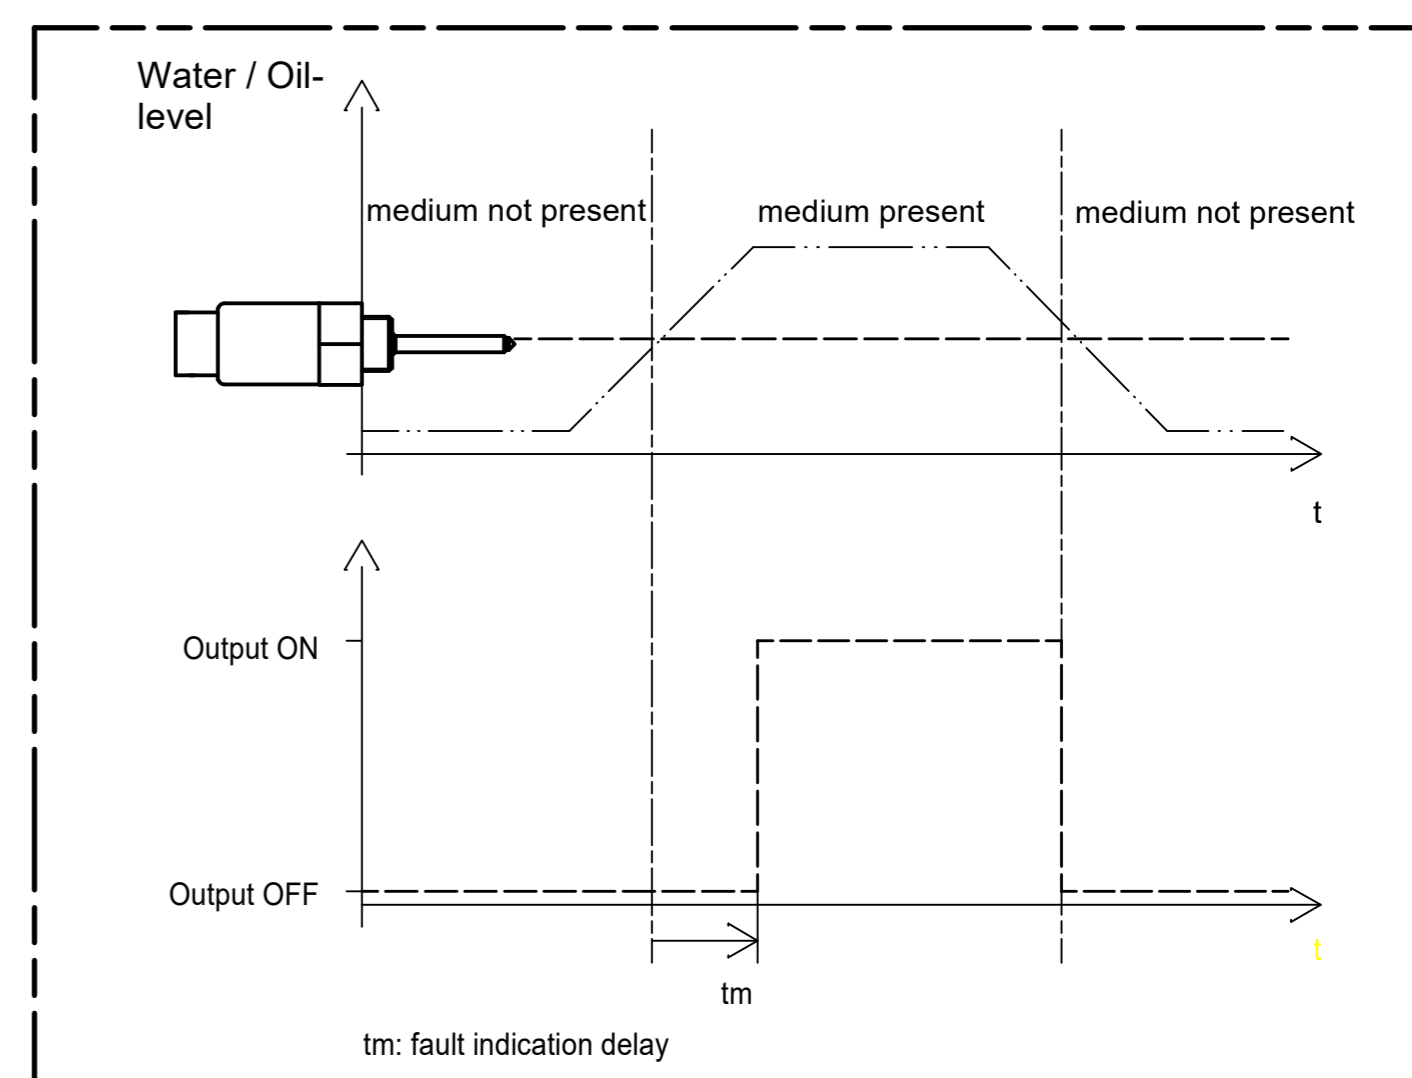 Water / Oil-
level
medium not present
medium present
medium not present
t
Output ON
Output OFF
t
tm
tm: fault indication delay